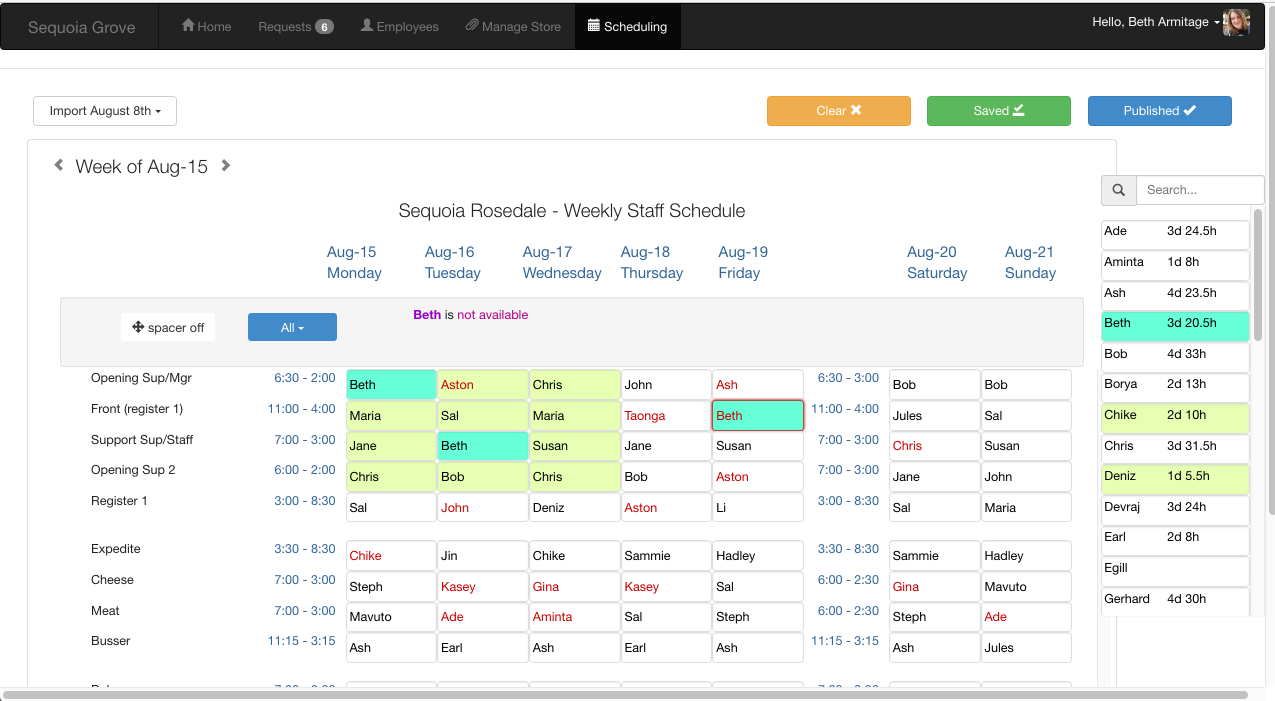 Sequoia Grove Home Requests 6 Employees Manage Store Scheduling Hello, Beth Armitage
Import August 8th Clear Saved Published
Week of Aug-15
Search...
Sequoia Rosedale - Weekly Staff Schedule
Aug-15 Aug-16 Aug-17 Aug-18 Aug-19 Aug-20 Aug-21
Monday Tuesday Wednesday Thursday Friday Saturday Sunday
spacer off All Beth is not available
Opening Sup/Mgr 6:30 - 2:00 Beth Aston Chris John Ash 6:30 - 3:00 Bob Bob
Front (register 1) 11:00 - 4:00 Maria Sal Maria Taonga Beth 11:00 - 4:00 Jules Sal
Support Sup/Staff 7:00 - 3:00 Jane Beth Susan Jane Susan 7:00 - 3:00 Chris Susan
Opening Sup 2 6:00 - 2:00 Chris Bob Chris Bob Aston 7:00 - 3:00 Jane John
Register 1 3:00 - 8:30 Sal John Deniz Aston Li 3:00 - 8:30 Sal Maria
Expedite 3:30 - 8:30 Chike Jin Chike Sammie Hadley 3:30 - 8:30 Sammie Hadley
Cheese 7:00 - 3:00 Steph Kasey Gina Kasey Sal 6:00 - 2:30 Gina Mavuto
Meat 7:00 - 3:00 Mavuto Ade Aminta Sal Steph 6:00 - 2:30 Steph Ade
Busser 11:15 - 3:15 Ash Earl Ash Earl Ash 11:15 - 3:15 Ash Jules
Ade 3d 24.5h
Aminta 1d 8h
Ash 4d 23.5h
Beth 3d 20.5h
Bob 4d 33h
Borya 2d 13h
Chike 2d 10h
Chris 3d 31.5h
Deniz 1d 5.5h
Devraj 3d 24h
Earl 2d 8h
Egill
Gerhard 4d 30h